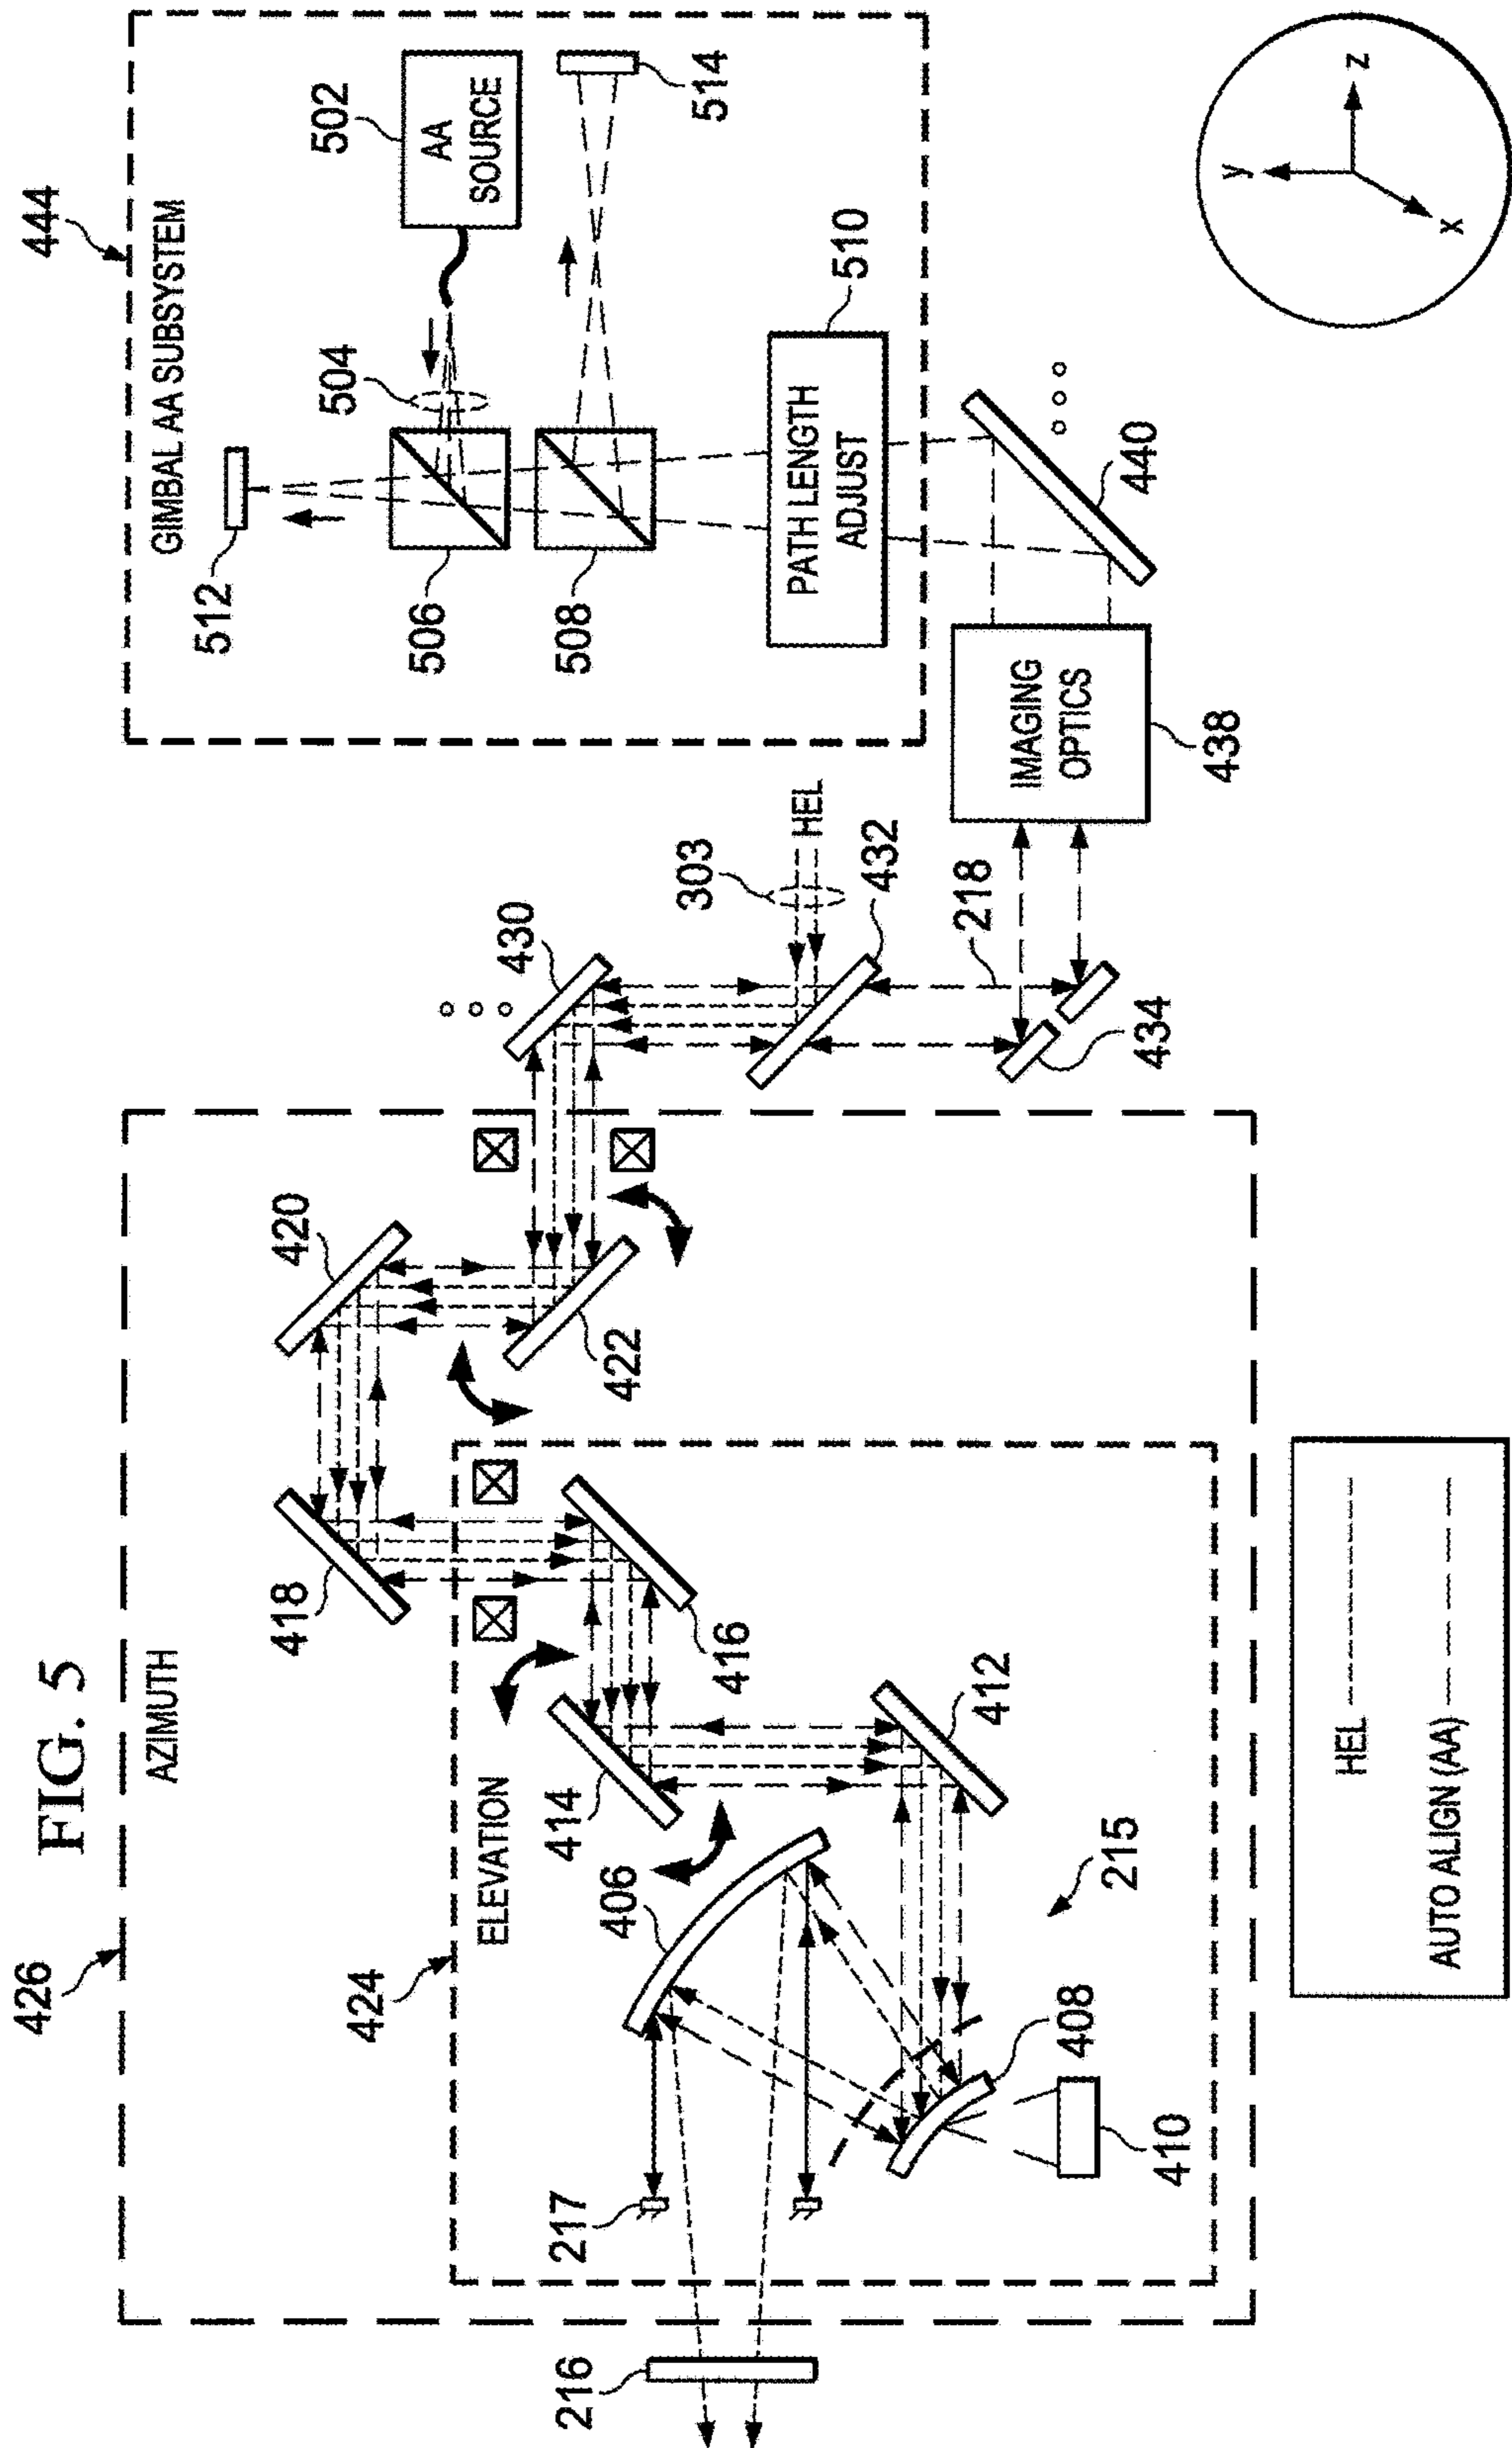 FIG. 5
426
AZIMUTH
424
ELEVATION
216
217
406
414
416
418
420
422
412
215
408
410
430
303
HEL
432
218
434
444
GIMBAL AA SUBSYSTEM
512
506
508
504
502
AA
SOURCE
514
510
PATH LENGTH
ADJUST
IMAGING
OPTICS
438
440
y
z
x
HEL
AUTO ALIGN (AA)